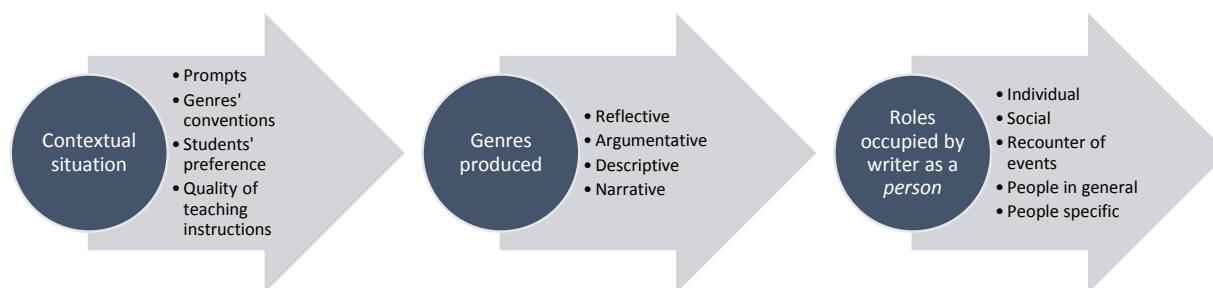 Contextual
situation
• Prompts
• Genres'
conventions
• Students'
preference
• Quality of
teaching
instructions
Genres
produced
• Reflective
• Argumentative
• Descriptive
• Narrative
Roles
occupied by
writer as a
person
• Individual
• Social
• Recounter of
events
• People in general
• People specific